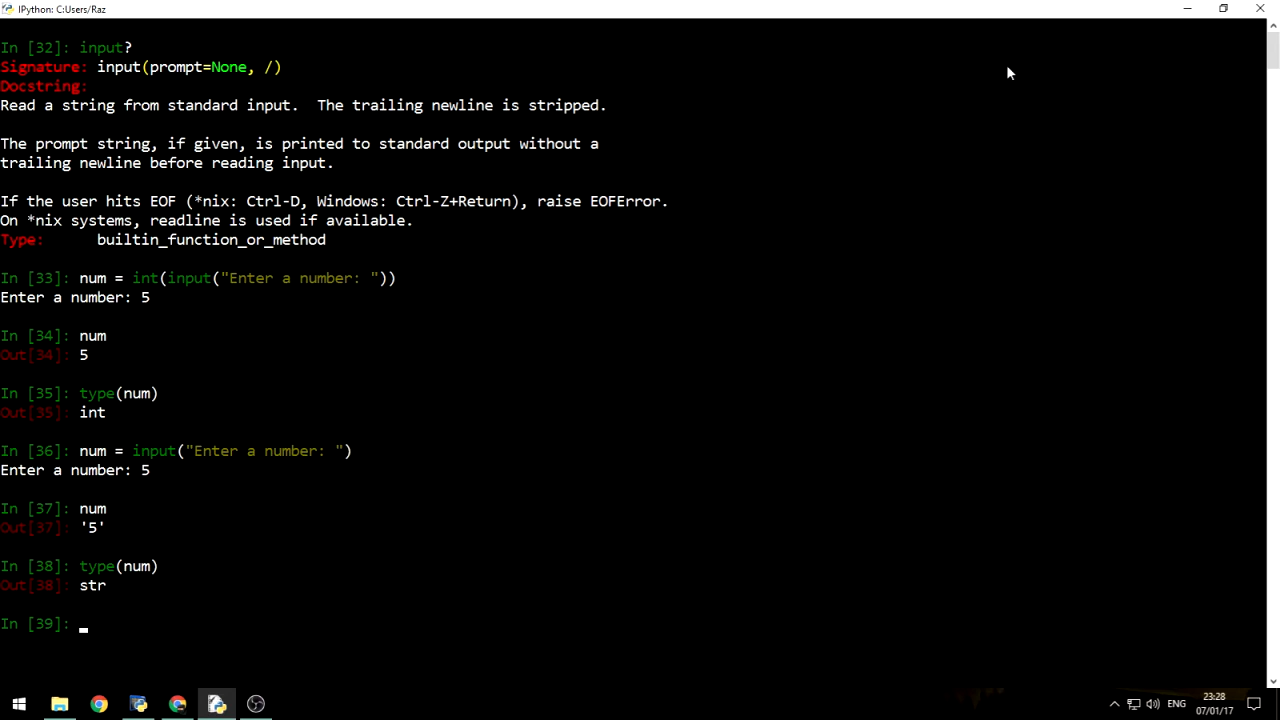 IPython: C:Users/Raz
In [32]: input?
Signature: input(prompt=None, /)
Docstring:
Read a string from standard input.  The trailing newline is stripped.
The prompt string, if given, is printed to standard output without a
trailing newline before reading input.
If the user hits EOF (*nix: Ctrl-D, Windows: Ctrl-Z+Return), raise EOFError.
On *nix systems, readline is used if available.
Type:      builtin_function_or_method
In [33]: num = int(input("Enter a number: "))
Enter a number: 5
In [34]: num
Out[34]: 5
In [35]: type(num)
Out[35]: int
In [36]: num = input("Enter a number: ")
Enter a number: 5
In [37]: num
Out[37]: '5'
In [38]: type(num)
Out[38]: str
In [39]:
ENG
23:28
07/01/17